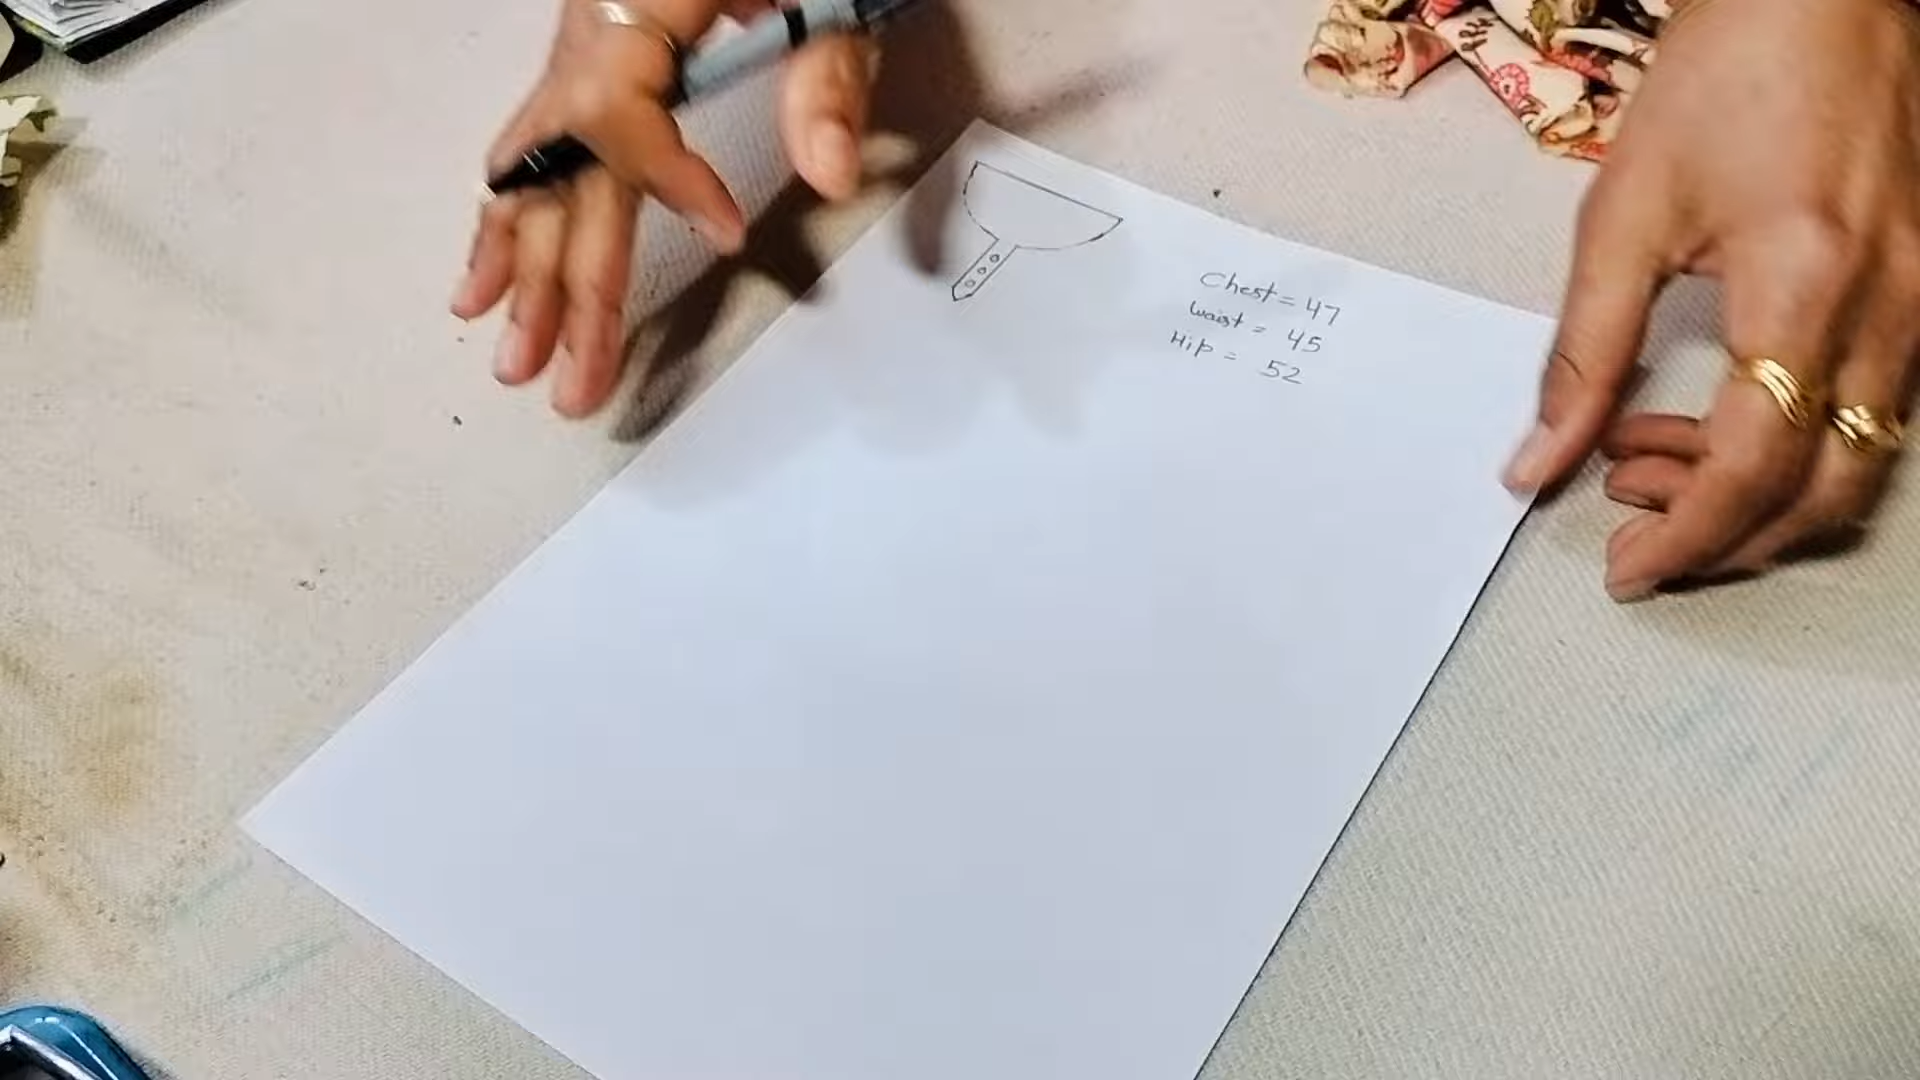 Chest = 47
waist = 45
Hip = 52